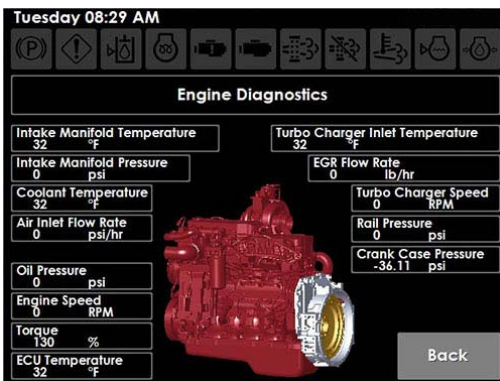 Tuesday 08:29 AM
(P)
Engine Diagnostics
Intake Manifold Temperature
32 °F
Turbo Charger Inlet Temperature
32 °F
Intake Manifold Pressure
0 psi
EGR Flow Rate
0 lb/hr
Coolant Temperature
32 °F
Turbo Charger Speed
0 RPM
Air Inlet Flow Rate
0 psi/hr
Rail Pressure
0 psi
Crank Case Pressure
-36.11 psi
Oil Pressure
0 psi
Engine Speed
0 RPM
Torque
130 %
ECU Temperature
32 °F
Back